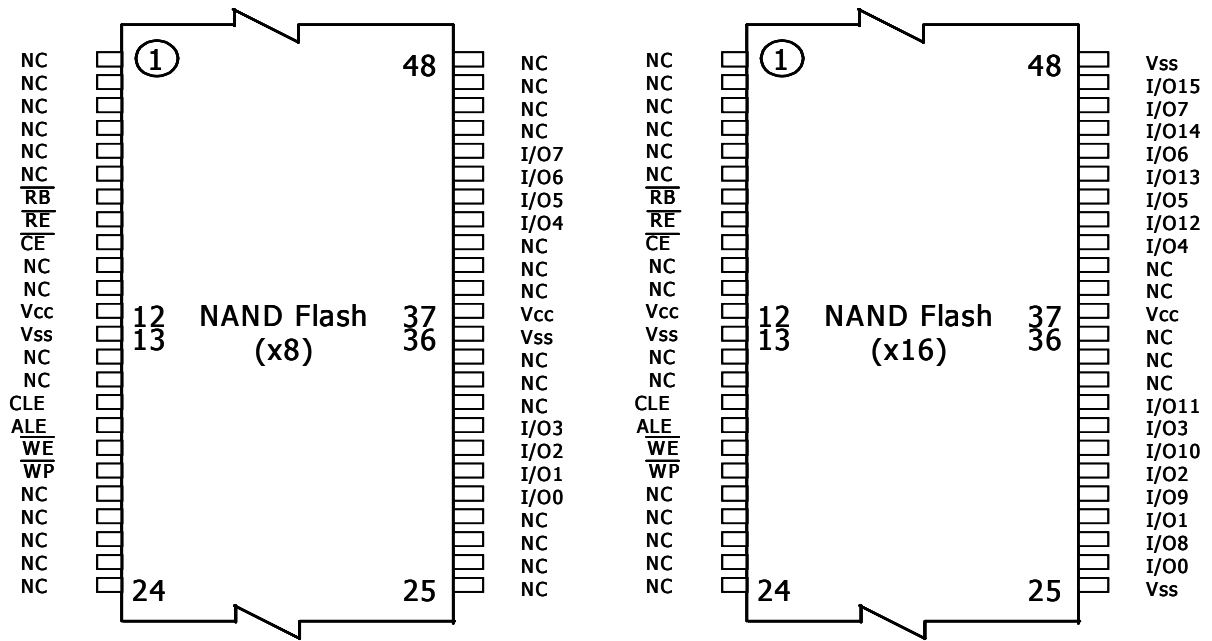 NC
NC
NC
NC
NC
NC
RB
RE
CE
NC
NC
Vcc
Vss
NC
NC
CLE
ALE
WE
WP
NC
NC
NC
NC
NC
1
48
12 NAND Flash 37
13 (x8) 36
24
25
NC
NC
NC
NC
I/O7
I/O6
I/O5
I/O4
NC
NC
NC
Vcc
Vss
NC
NC
NC
I/O3
I/O2
I/O1
I/O0
NC
NC
NC
NC
NC
NC
NC
NC
NC
NC
RB
RE
CE
NC
NC
Vcc
Vss
NC
NC
CLE
ALE
WE
WP
NC
NC
NC
NC
NC
1
48
12 NAND Flash 37
13 (x16) 36
24
25
Vss
I/O15
I/O7
I/O14
I/O6
I/O13
I/O5
I/O12
I/O4
NC
NC
Vcc
NC
NC
NC
I/O11
I/O3
I/O10
I/O2
I/O9
I/O1
I/O8
I/O0
Vss